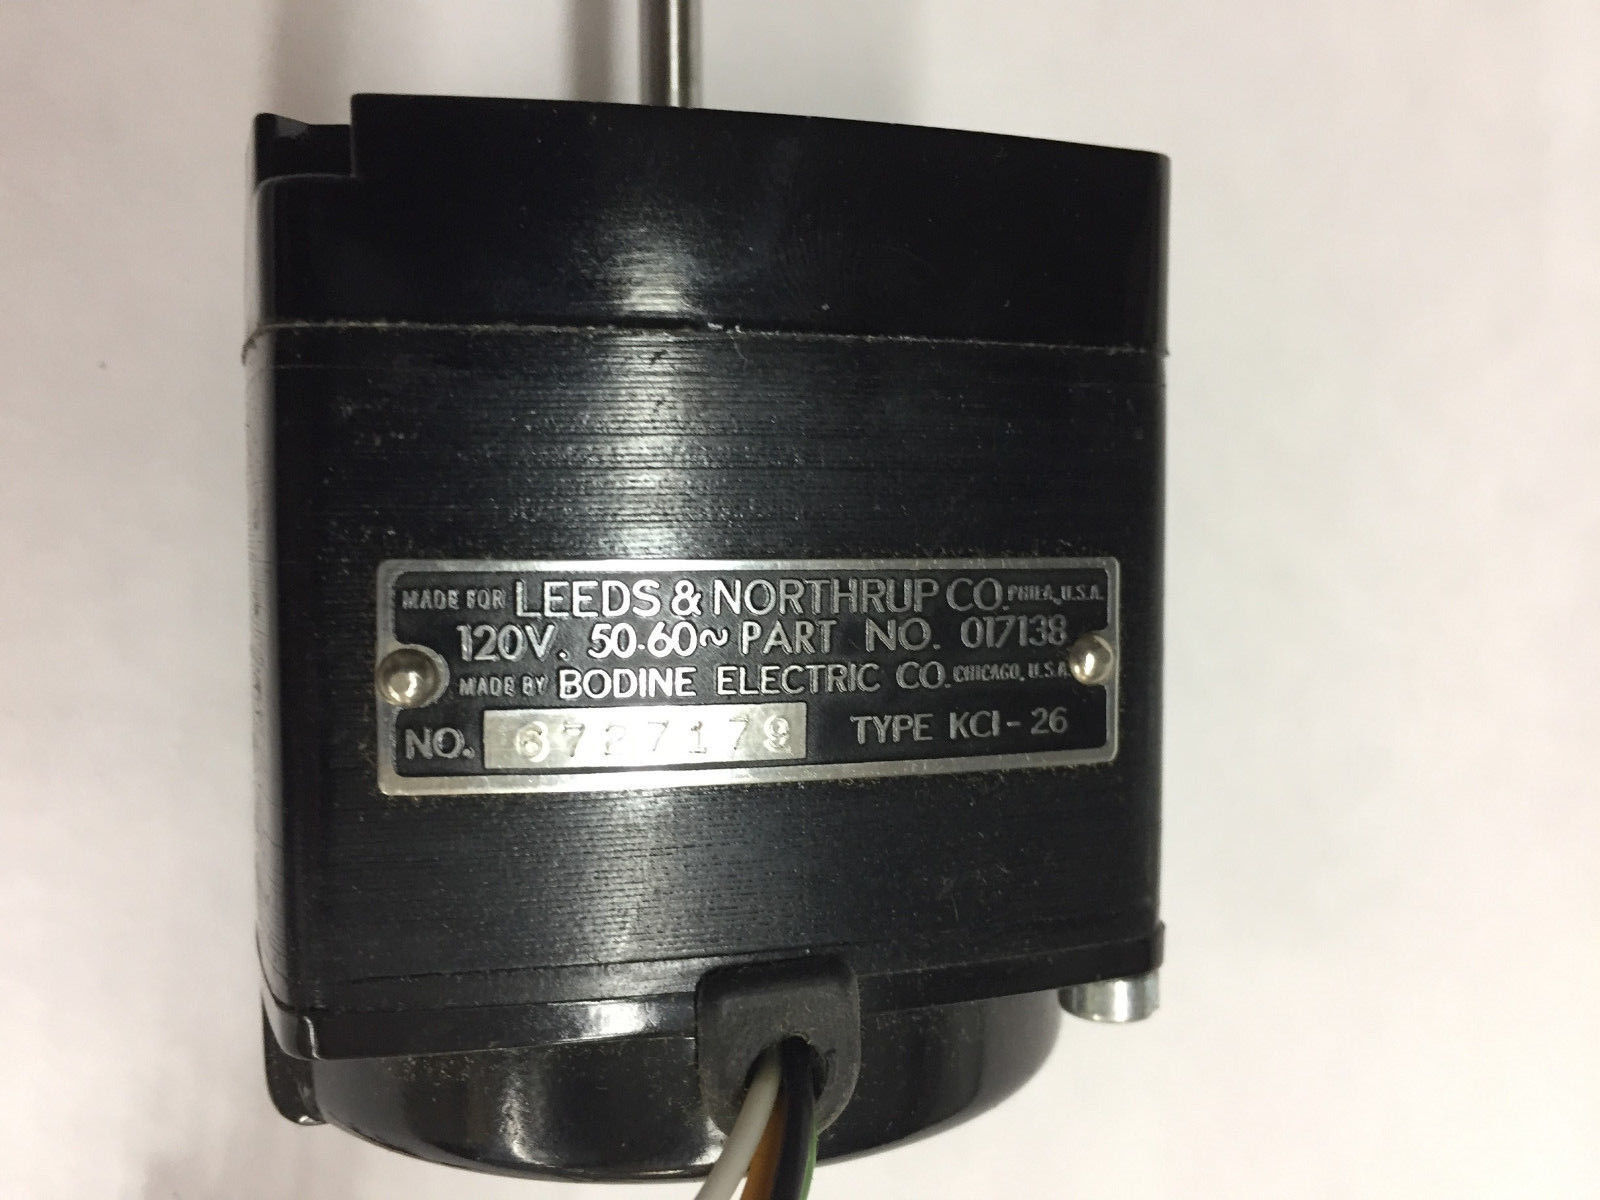 MADE FOR LEEDS & NORTHRUP CO. PHILA., U.S.A.
120V. 50-60~ PART NO. 017138
MADE BY BODINE ELECTRIC CO. CHICAGO, U.S.A.
NO. 6727179 TYPE KCI-26